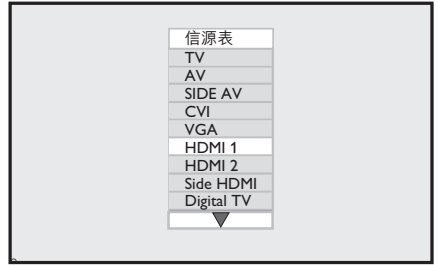 信源表
TV
AV
SIDE AV
CVI
VGA
HDMI 1
HDMI 2
Side HDMI
Digital TV